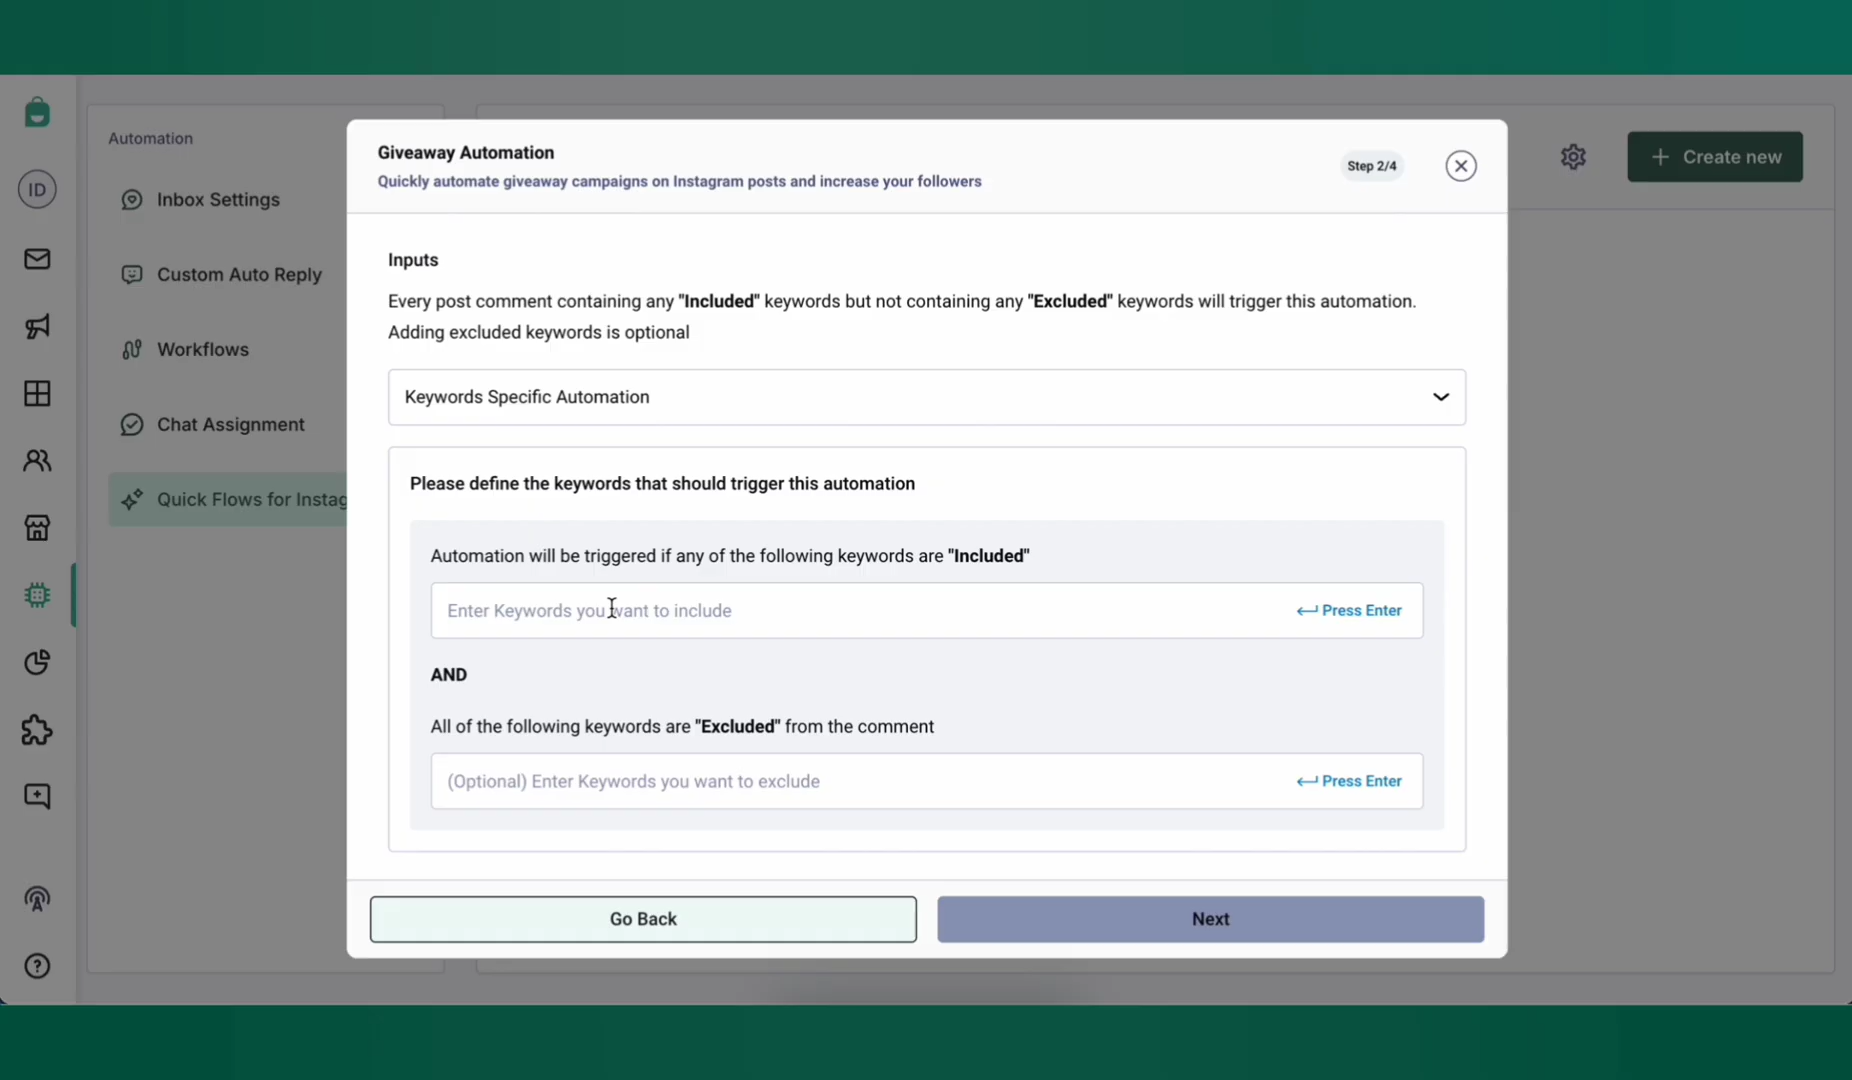 ID
Automation
Inbox Settings
Custom Auto Reply
Workflows
Chat Assignment
Quick Flows for Instag
+ Create new
Giveaway Automation
Quickly automate giveaway campaigns on Instagram posts and increase your followers
Step 2/4
Inputs
Every post comment containing any "Included" keywords but not containing any "Excluded" keywords will trigger this automation.
Adding excluded keywords is optional
Keywords Specific Automation
Please define the keywords that should trigger this automation
Automation will be triggered if any of the following keywords are "Included"
Enter Keywords you want to include
Press Enter
AND
All of the following keywords are "Excluded" from the comment
(Optional) Enter Keywords you want to exclude
Press Enter
Go Back
Next